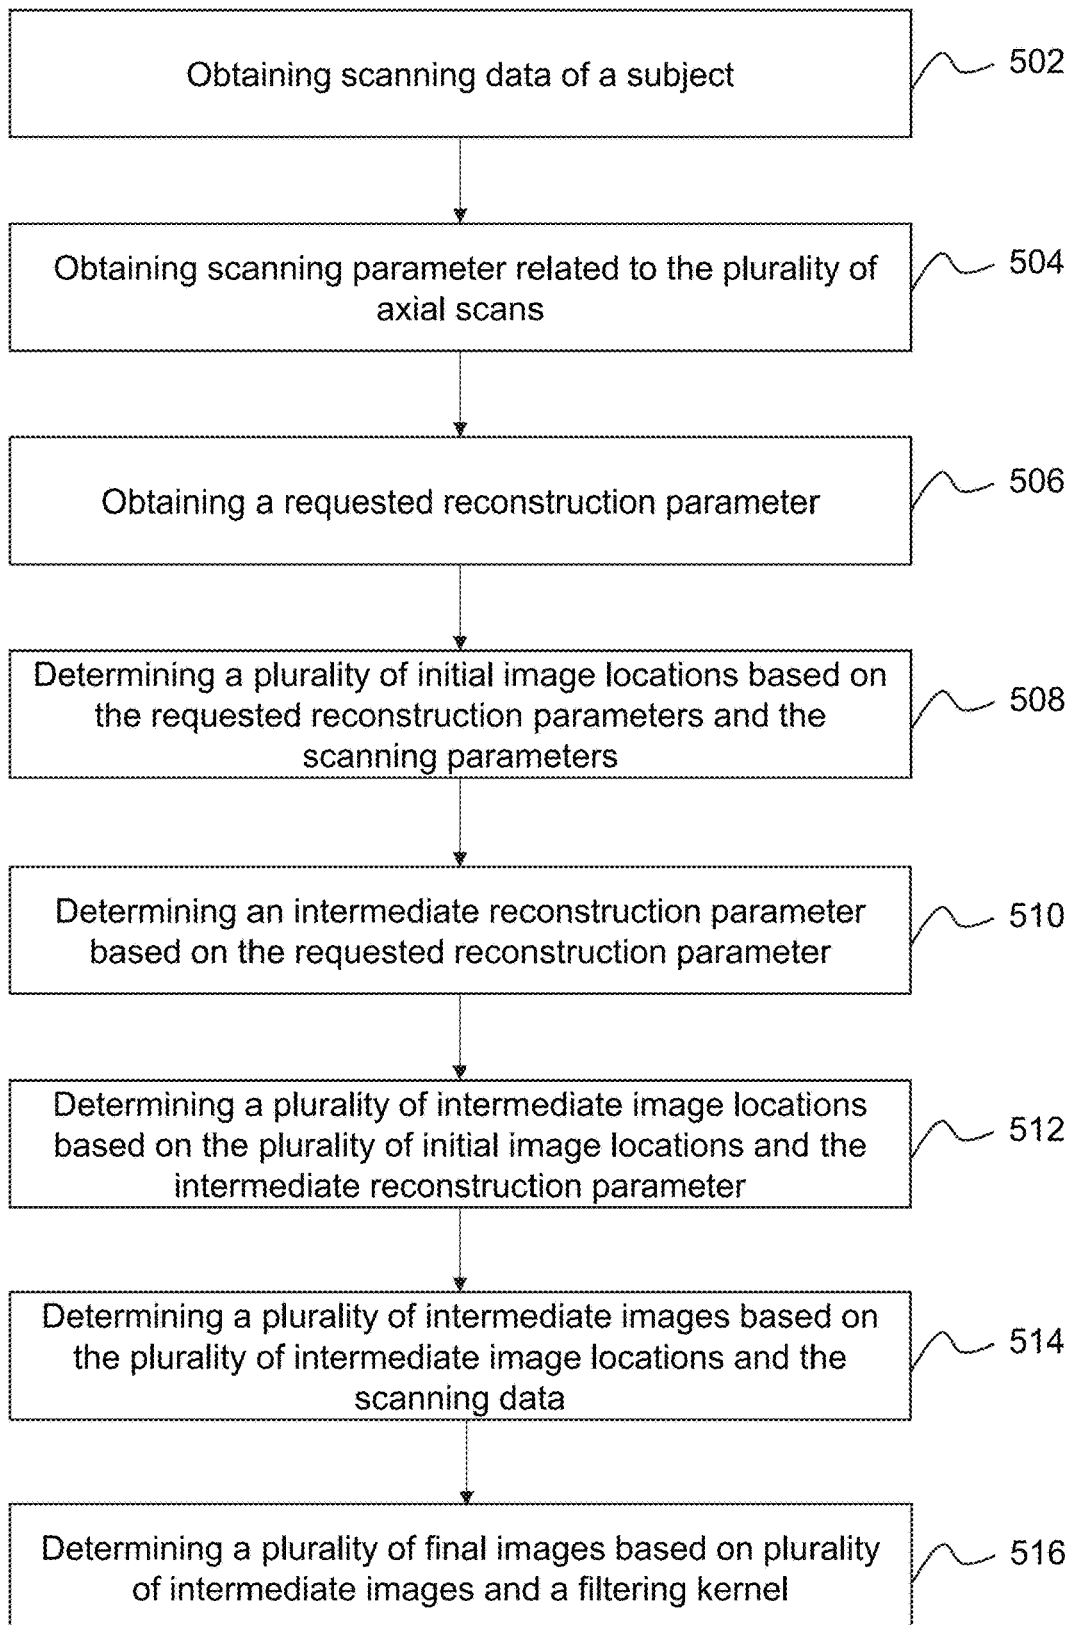 Obtaining scanning data of a subject
502
Obtaining scanning parameter related to the plurality of
axial scans
504
Obtaining a requested reconstruction parameter
506
Determining a plurality of initial image locations based on
the requested reconstruction parameters and the
scanning parameters
508
Determining an intermediate reconstruction parameter
based on the requested reconstruction parameter
510
Determining a plurality of intermediate image locations
based on the plurality of initial image locations and the
intermediate reconstruction parameter
512
Determining a plurality of intermediate images based on
the plurality of intermediate image locations and the
scanning data
514
Determining a plurality of final images based on plurality
of intermediate images and a filtering kernel
516